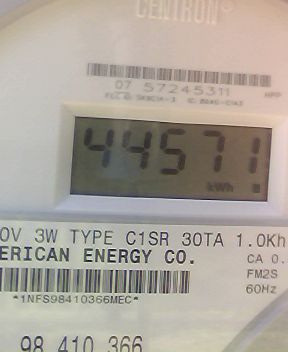 CENTRON®
07 57245311
44571
kWh
0V 3W TYPE C1SR 30TA 1.0Kh
ERICAN ENERGY CO.
CA 0.
FM2S
*1NFS98410366MEC*
60Hz
98 410 366